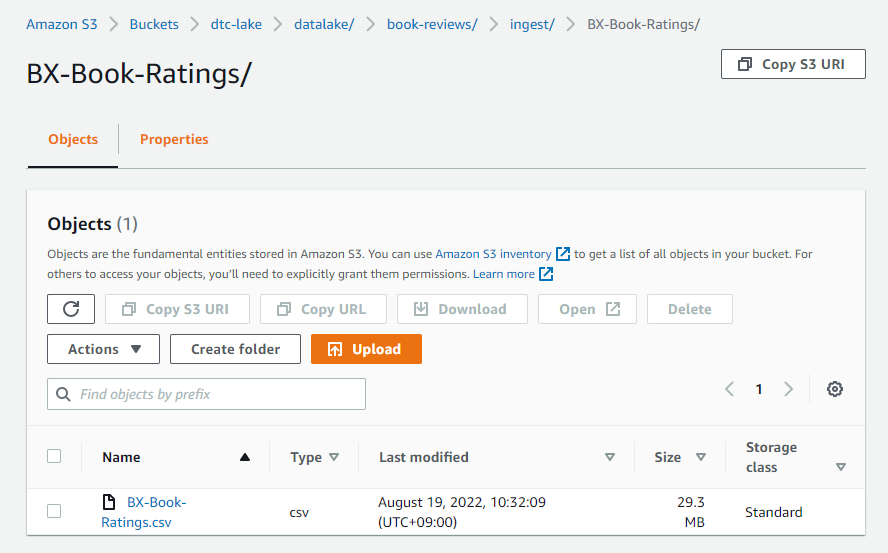 Amazon S3 > Buckets > dtc-lake > datalake/ > book-reviews/ > ingest/ > BX-Book-Ratings/
BX-Book-Ratings/
Copy S3 URI
Objects
Properties
Objects (1)
Objects are the fundamental entities stored in Amazon S3. You can use Amazon S3 inventory to get a list of all objects in your bucket. For
others to access your objects, you'll need to explicitly grant them permissions. Learn more
Copy S3 URI
Copy URL
Download
Open
Delete
Actions
Create folder
Upload
Find objects by prefix
1
Name
Type
Last modified
Size
Storage
class
BX-Book-
Ratings.csv
csv
August 19, 2022, 10:32:09
(UTC+09:00)
29.3
MB
Standard